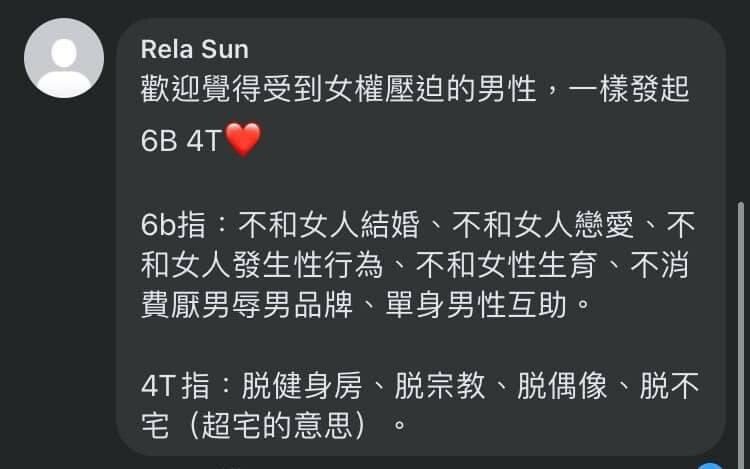 Rela Sun
歡迎覺得受到女權壓迫的男性，一樣發起
6B 4T❤️
6b指：不和女人結婚、不和女人戀愛、不
和女人發生性行為、不和女性生育、不消
費厭男辱男品牌、單身男性互助。
4T指：脱健身房、脱宗教、脱偶像、脱不
宅（超宅的意思）。